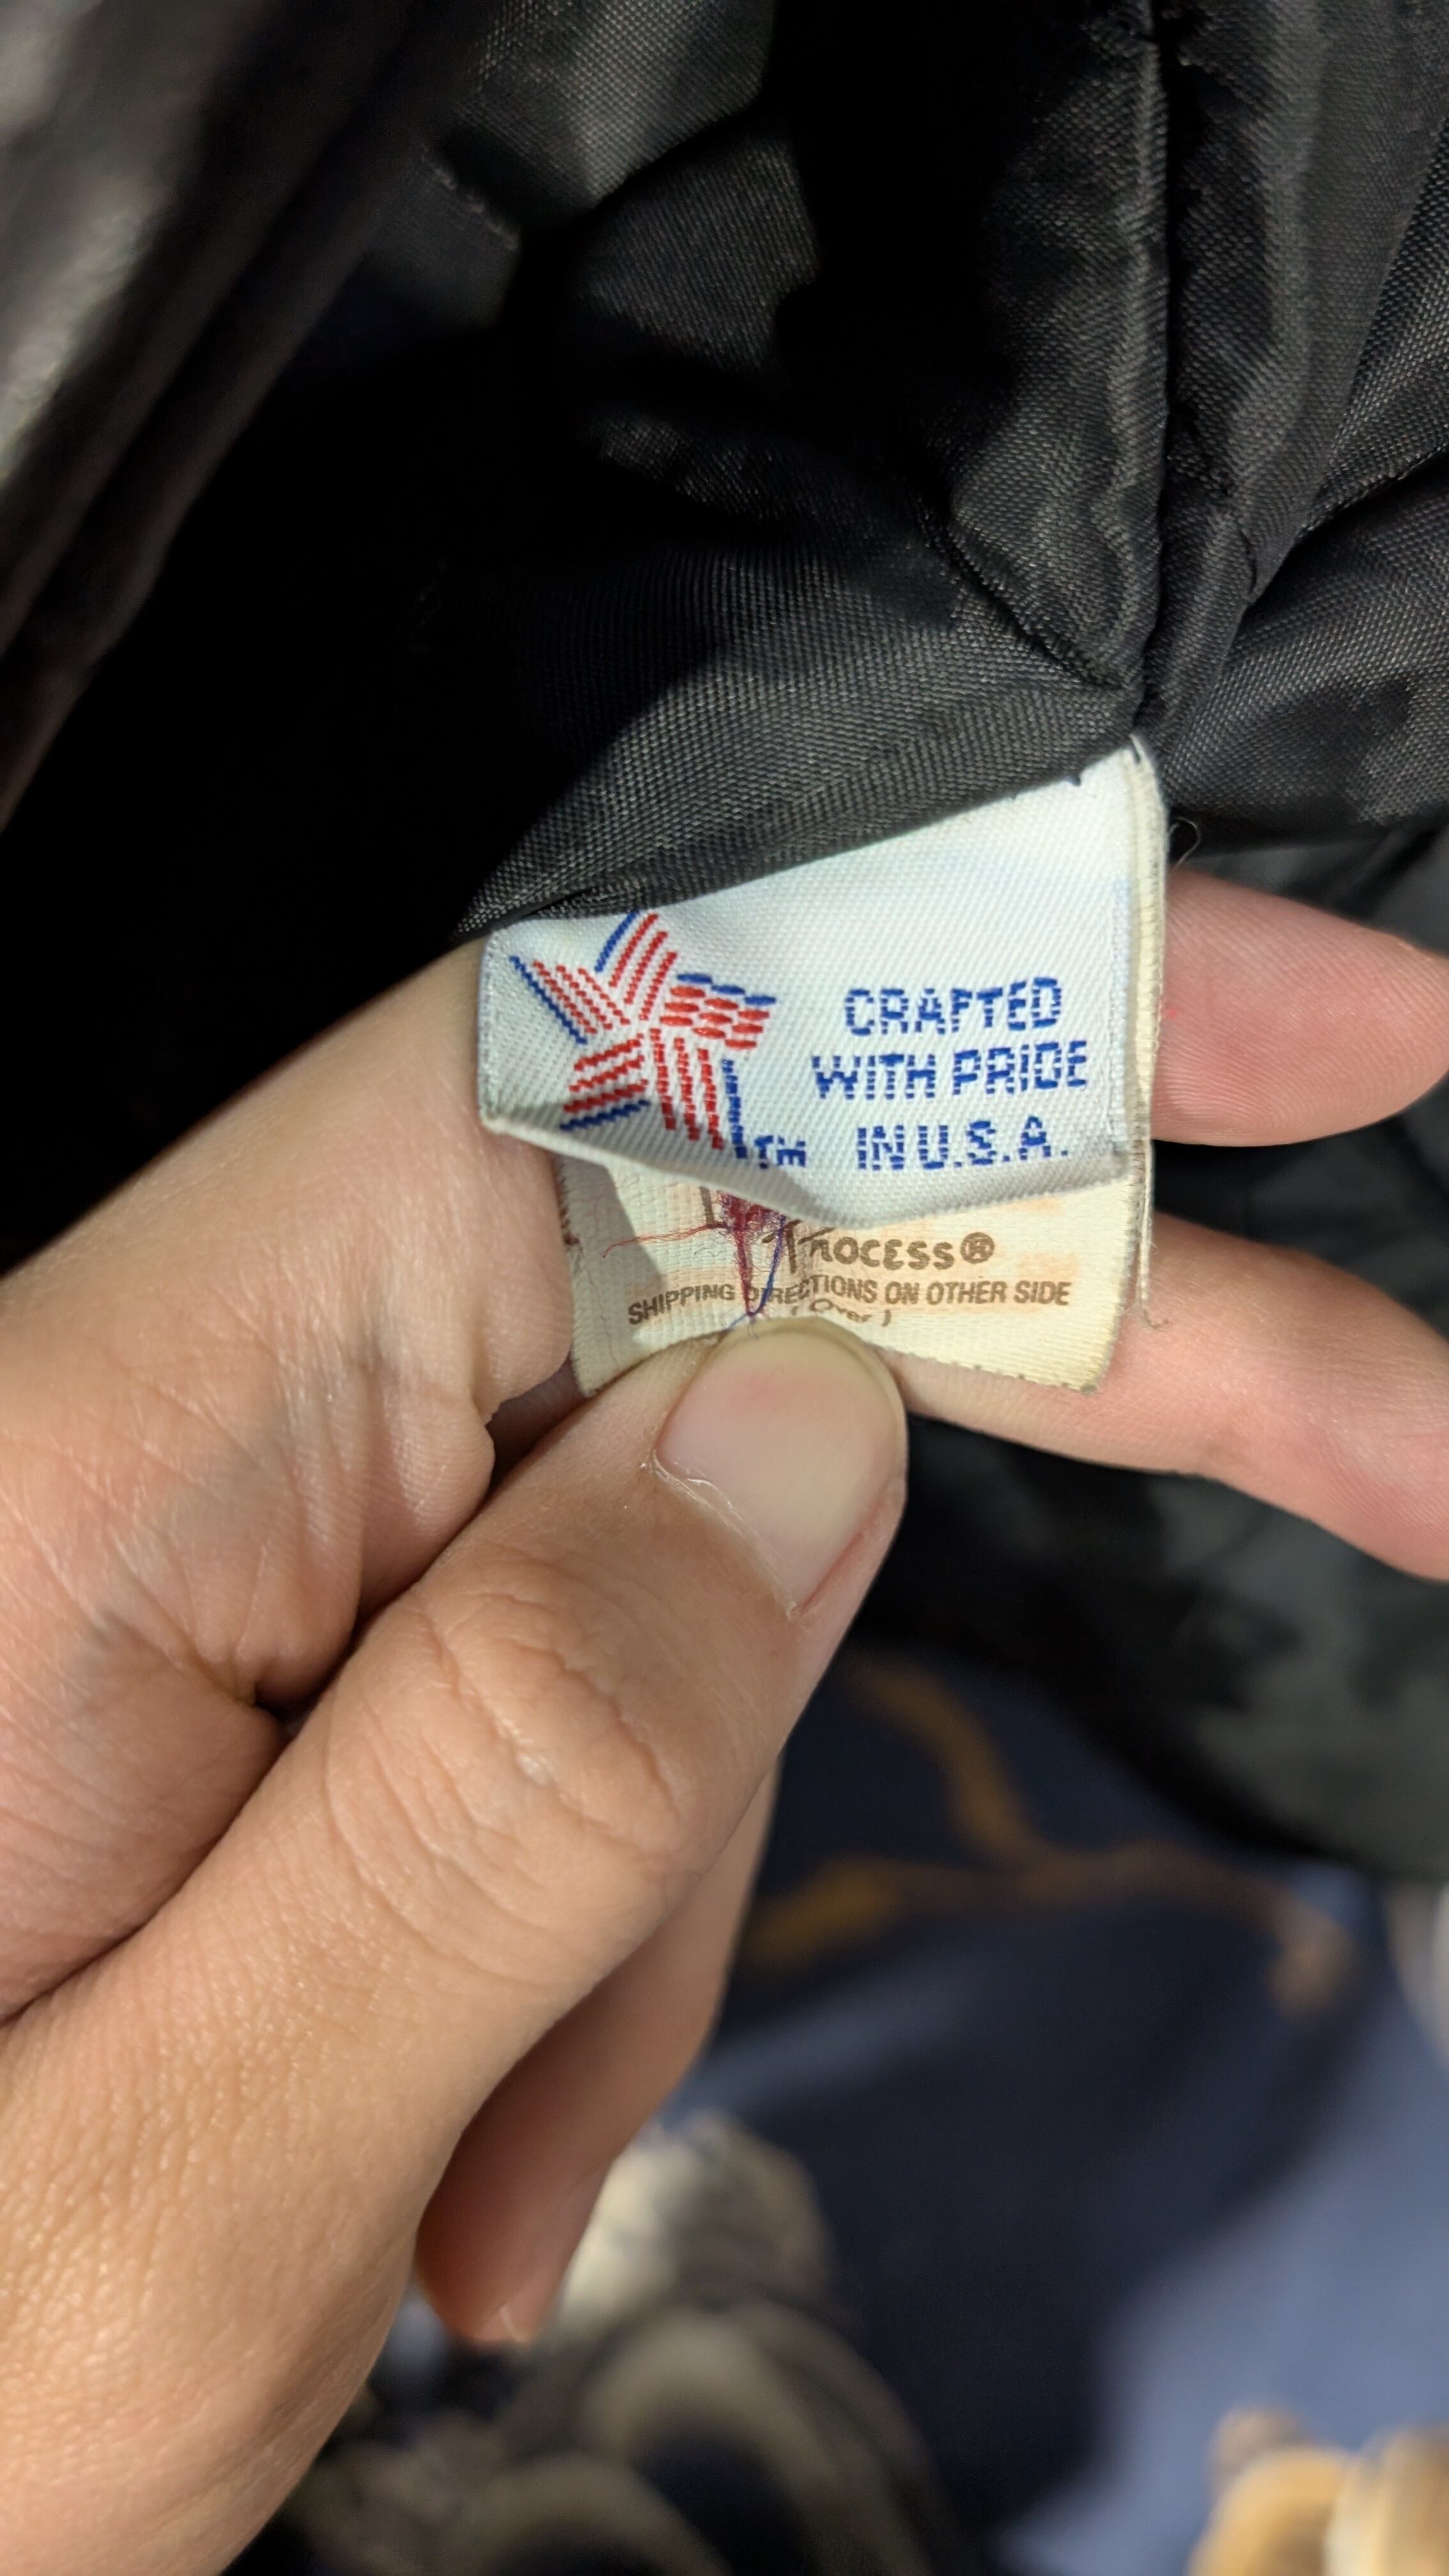 CRAFTED
WITH PRIDE
IN U.S.A.
TM
PROCESS®
SHIPPING DIRECTIONS ON OTHER SIDE
(Over)